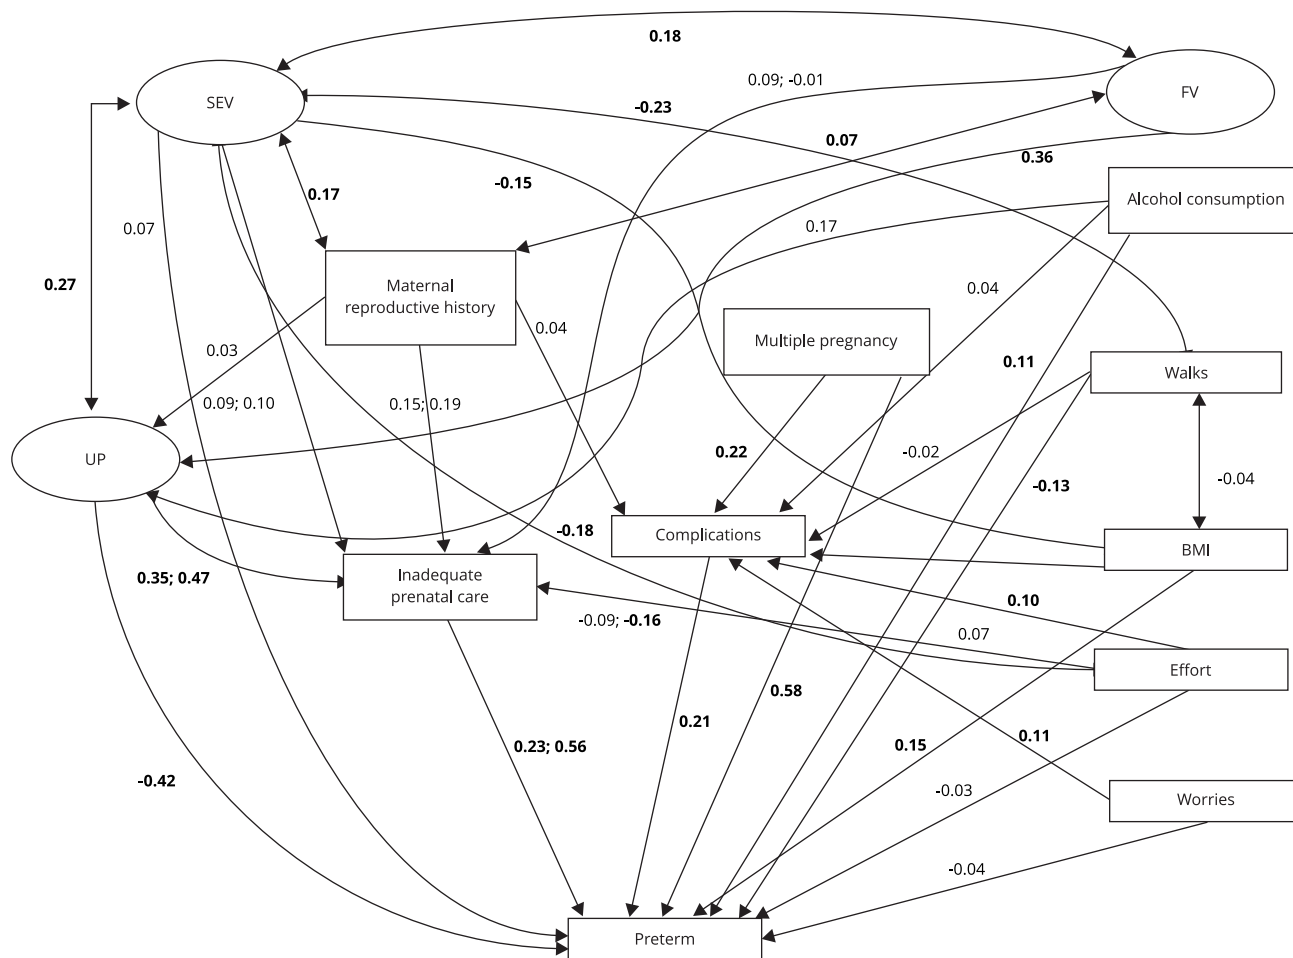 0.18
0.09; -0.01
SEV
FV
-0.23
0.07
0.36
-0.15
0.17
Alcohol consumption
0.07
0.17
0.27
Maternal
reproductive history
0.04
0.04
Multiple pregnancy
0.03
0.11
Walks
0.09; 0.10
0.15; 0.19
UP
0.22
-0.02
-0.13
-0.04
-0.18
Complications
BMI
0.35; 0.47
Inadequate
prenatal care
0.10
-0.09; -0.16
0.07
Effort
0.58
0.21
0.11
0.23; 0.56
0.15
-0.42
-0.03
Worries
-0.04
Preterm